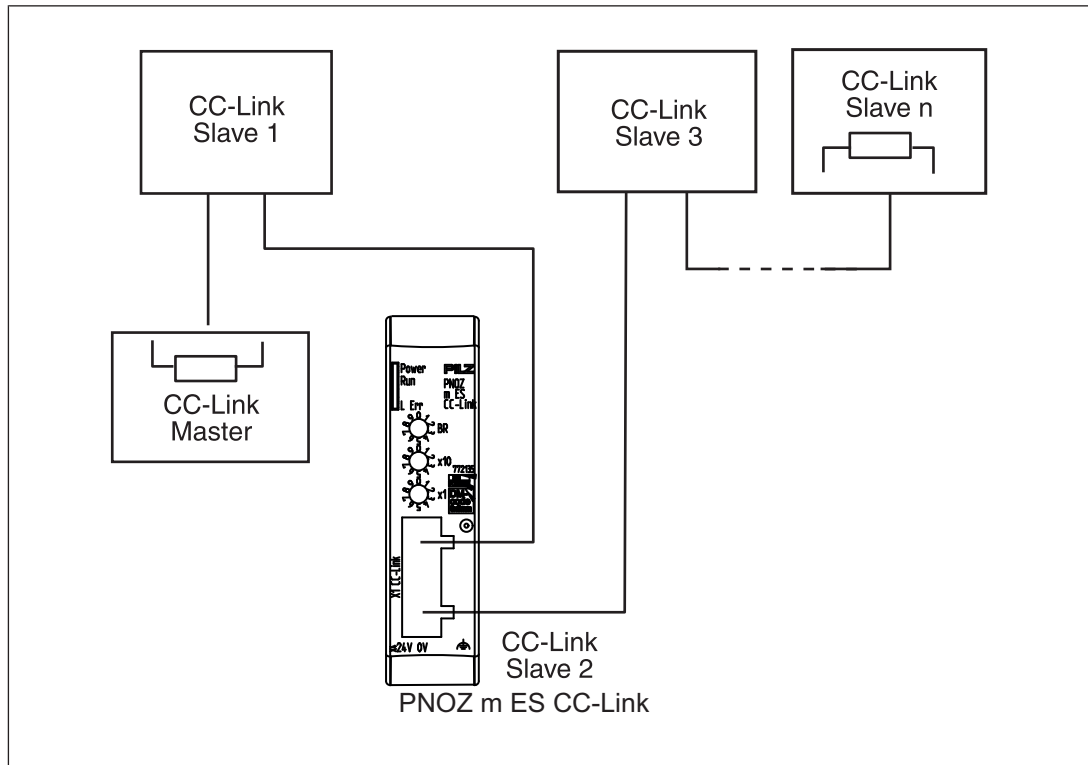 CC-Link
Slave 1
CC-Link
Slave 3
CC-Link
Slave n
CC-Link
Master
Power
Run
L Err
PILZ
PNOZ
m ES
CC-Link
BR
x10
x1
772135
X1 CC-Link
24V 0V
CC-Link
Slave 2
PNOZ m ES CC-Link